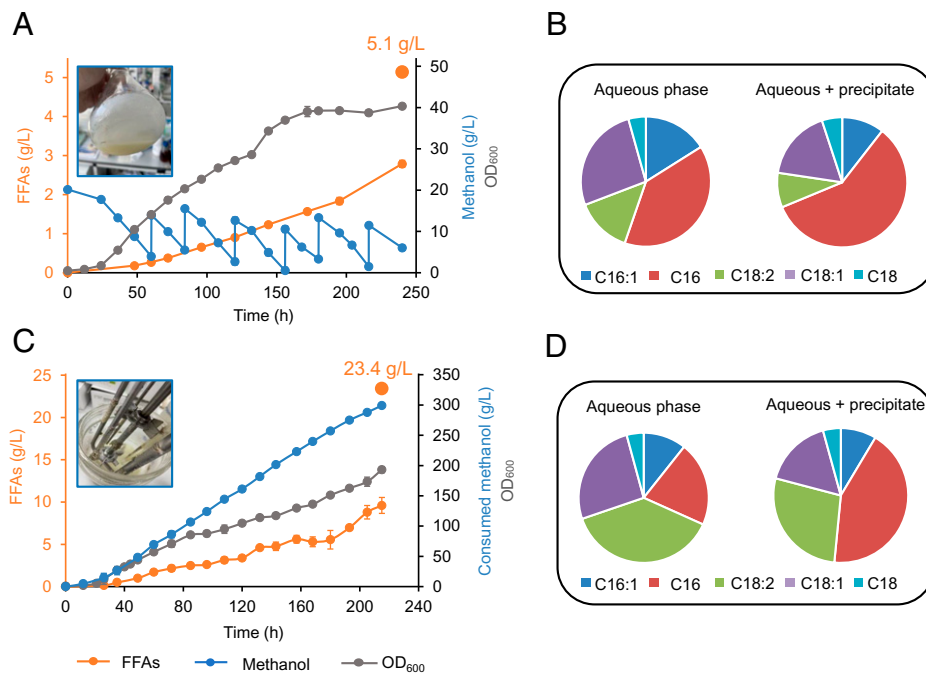 A
5.1 g/L
FFAs (g/L)
5
4
3
2
1
0
50
40
30
20
10
0
Methanol (g/L)
OD600
0
50
100
150
200
250
Time (h)
B
Aqueous phase
Aqueous + precipitate
C16:1 C16 C18:2 C18:1 C18
C
23.4 g/L
FFAs (g/L)
25
20
15
10
5
0
350
300
250
200
150
100
50
0
Consumed methanol (g/L)
OD600
0
40
80
120
160
200
240
Time (h)
FFAs Methanol OD600
D
Aqueous phase
Aqueous + precipitate
C16:1 C16 C18:2 C18:1 C18